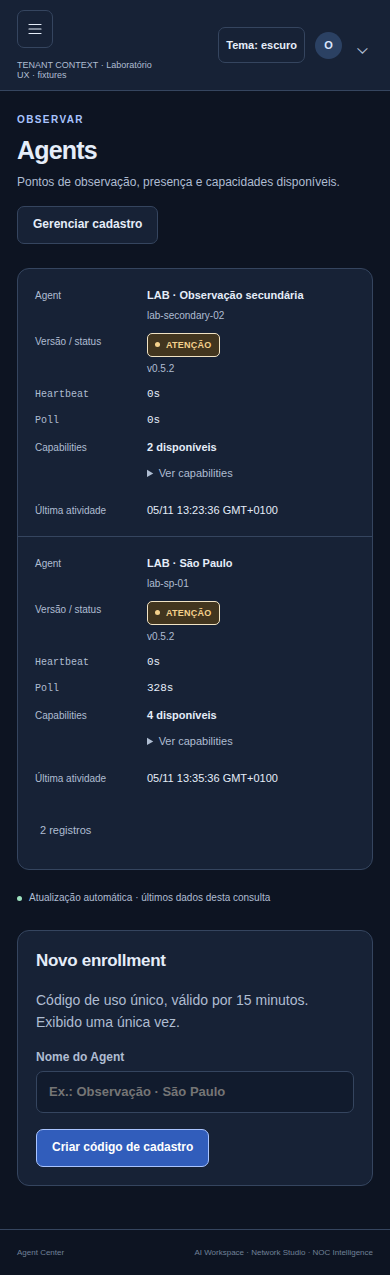 TENANT CONTEXT · Laboratório
UX · fixtures
Tema: escuro
O
OBSERVAR
Agents
Pontos de observação, presença e capacidades disponíveis.
Gerenciar cadastro
Agent
LAB · Observação secundária
lab-secondary-02
Versão / status
ATENÇÃO
v0.5.2
Heartbeat
0s
Poll
0s
Capabilities
2 disponíveis
Ver capabilities
Última atividade
05/11 13:23:36 GMT+0100
Agent
LAB · São Paulo
lab-sp-01
Versão / status
ATENÇÃO
v0.5.2
Heartbeat
0s
Poll
328s
Capabilities
4 disponíveis
Ver capabilities
Última atividade
05/11 13:35:36 GMT+0100
2 registros
Atualização automática · últimos dados desta consulta
Novo enrollment
Código de uso único, válido por 15 minutos.
Exibido uma única vez.
Nome do Agent
Ex.: Observação · São Paulo
Criar código de cadastro
Agent Center
AI Workspace · Network Studio · NOC Intelligence